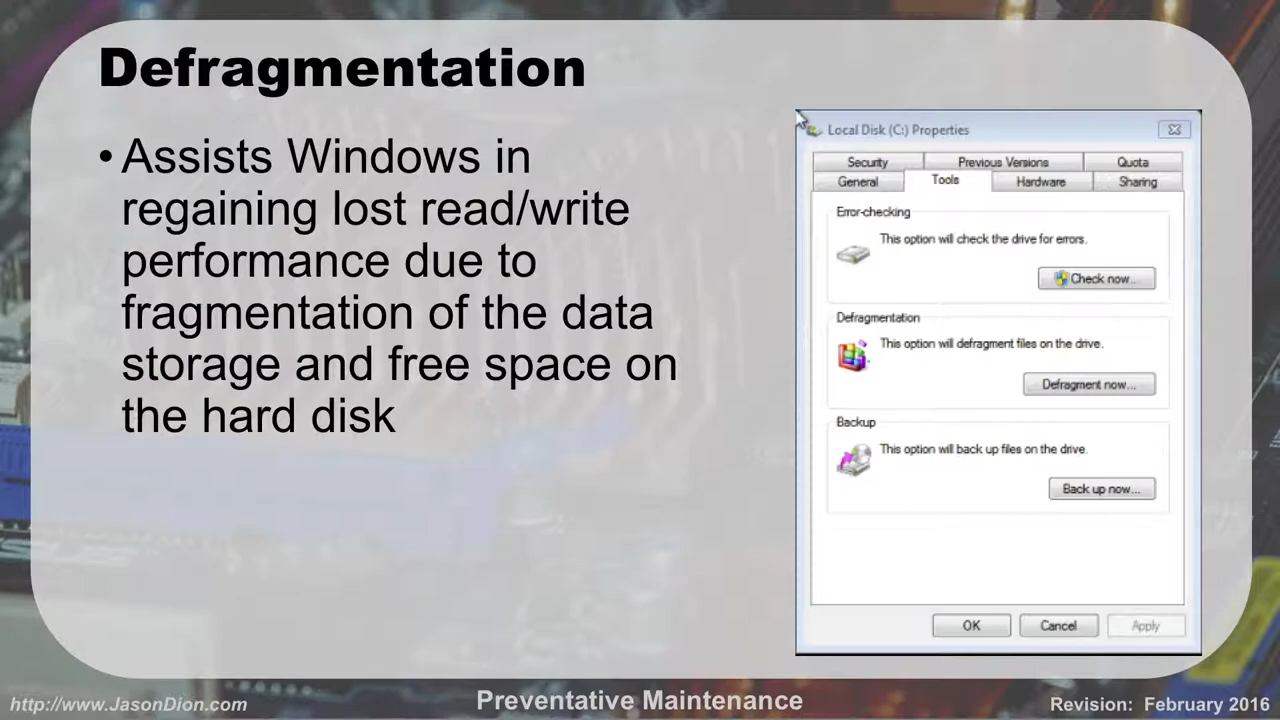 Defragmentation
• Assists Windows in
regaining lost read/write
performance due to
fragmentation of the data
storage and free space on
the hard disk
Local Disk (C:) Properties
Security
Previous Versions
Quota
General
Tools
Hardware
Sharing
Error-checking
This option will check the drive for errors.
Check now...
Defragmentation
This option will defragment files on the drive.
Defragment now...
Backup
This option will back up files on the drive.
Back up now...
OK
Cancel
Apply
http://www.JasonDion.com
Preventative Maintenance
Revision: February 2016